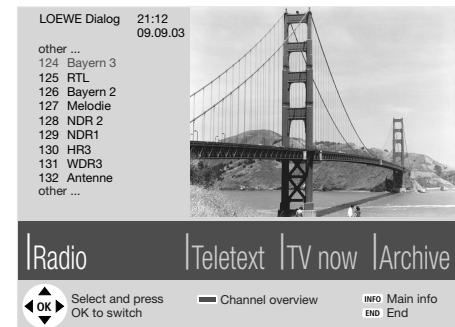 LOEWE Dialog 21:12
09.09.03
other ...
124 Bayern 3
125 RTL
126 Bayern 2
127 Melodie
128 NDR 2
129 NDR1
130 HR3
131 WDR3
132 Antenne
other ...
Radio Teletext TV now Archive
OK
Select and press
OK to switch
Channel overview
INFO Main info
END End